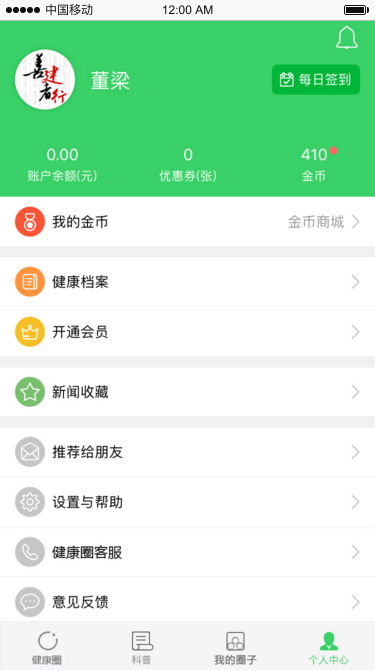 中国移动 12:00 AM
善建者行
董梁
每日签到
0.00 0 410
账户余额(元) 优惠券(张) 金币
我的金币 金币商城
健康档案
开通会员
新闻收藏
推荐给朋友
设置与帮助
健康圈客服
意见反馈
健康圈 科普 我的圈子 个人中心